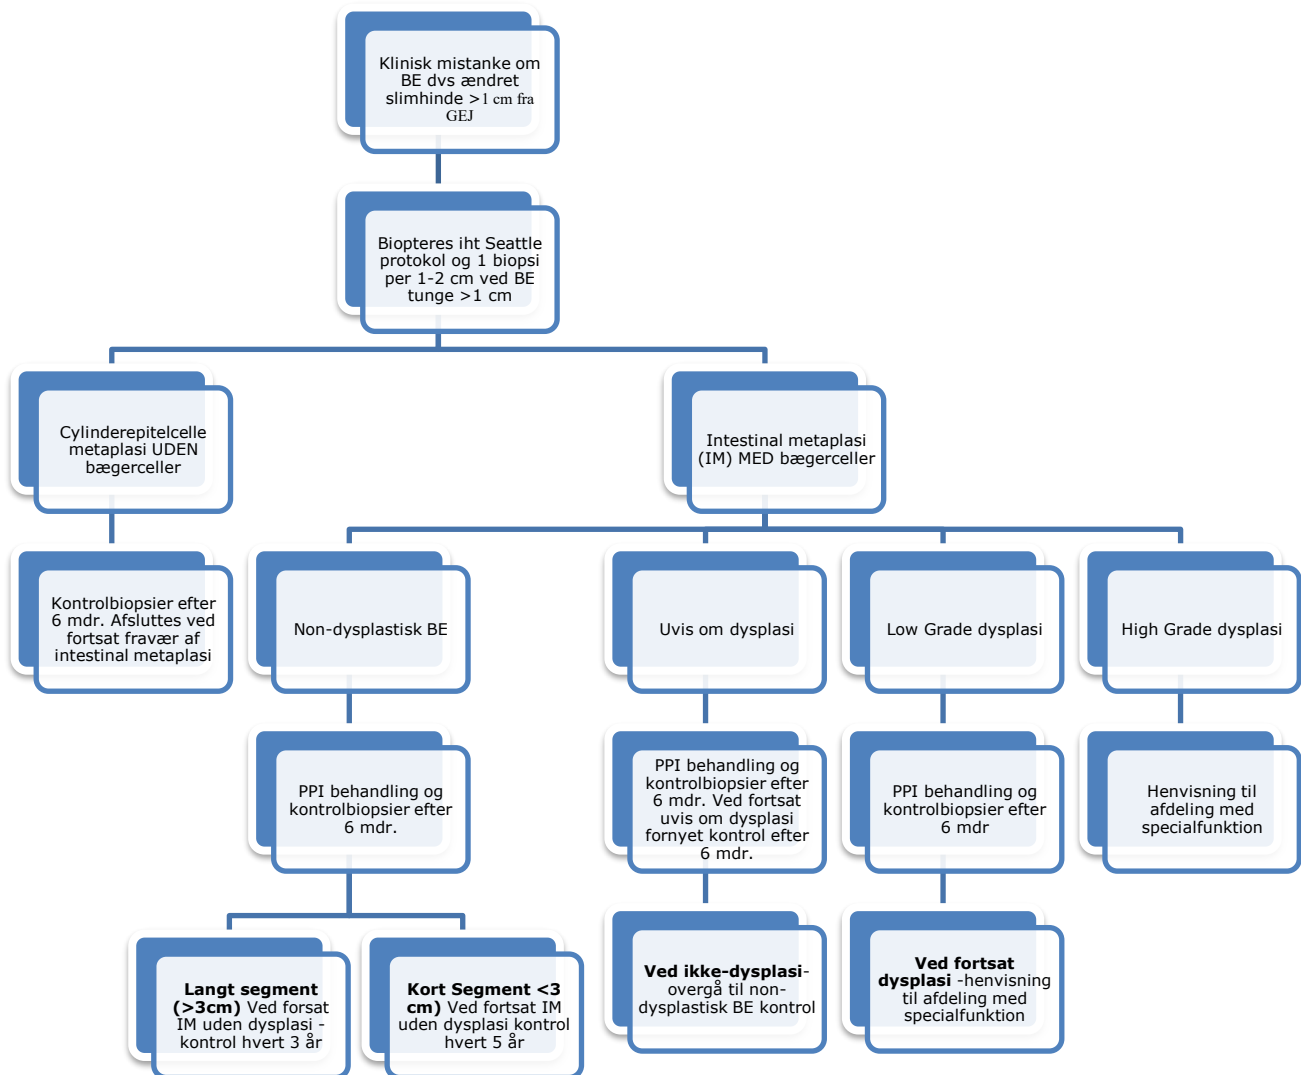 Klinisk mistanke om
BE dvs ændret
slimhinde >1 cm fra
GEJ
Biopteres iht Seattle
protokol og 1 biopsi
per 1-2 cm ved BE
tunge >1 cm
Cylinderepitelcelle
metaplasi UDEN
bægerceller
Intestinal metaplasi
(IM) MED bægerceller
Kontrolbiopsier efter
6 mdr. Afsluttes ved
fortsat fravær af
intestinal metaplasi
Non-dysplastisk BE
Uvis om dysplasi
Low Grade dysplasi
High Grade dysplasi
PPI behandling og
kontrolbiopsier efter
6 mdr.
PPI behandling og
kontrolbiopsier efter
6 mdr. Ved fortsat
uvis om dysplasi
fornyet kontrol efter
6 mdr.
PPI behandling og
kontrolbiopsier efter
6 mdr
Henvisning til
afdeling med
specialfunktion
Langt segment
(>3cm) Ved forsat
IM uden dysplasi -
kontrol hvert 3 år
Kort Segment <3
cm) Ved fortsat IM
uden dysplasi kontrol
hvert 5 år
Ved ikke-dysplasi-
overgå til non-
dysplastisk BE kontrol
Ved fortsat
dysplasi -henvisning
til afdeling med
specialfunktion